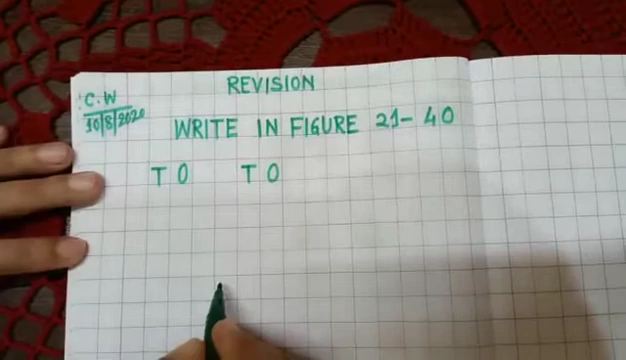 REVISION
C.W
30/8/2020
WRITE IN FIGURE 21-40
T O T O